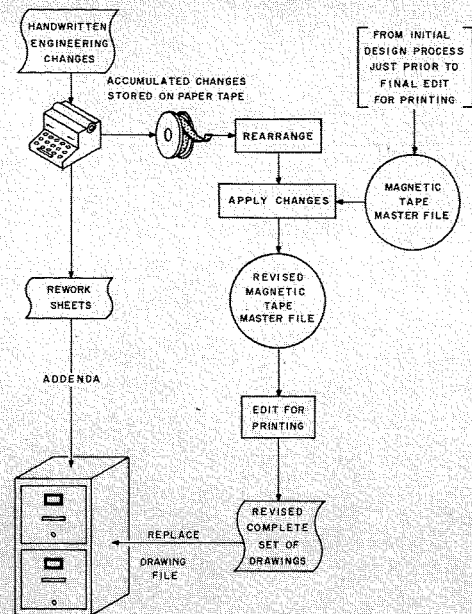 HANDWRITTEN
ENGINEERING
CHANGES
ACCUMULATED CHANGES
STORED ON PAPER TAPE
FROM INITIAL
DESIGN PROCESS
JUST PRIOR TO
FINAL EDIT
FOR PRINTING
REARRANGE
APPLY CHANGES
MAGNETIC
TAPE
MASTER FILE
REWORK
SHEETS
REVISED
MAGNETIC
TAPE
MASTER FILE
ADDENDA
EDIT FOR
PRINTING
REVISED
COMPLETE
SET OF
DRAWINGS
REPLACE
DRAWING
FILE